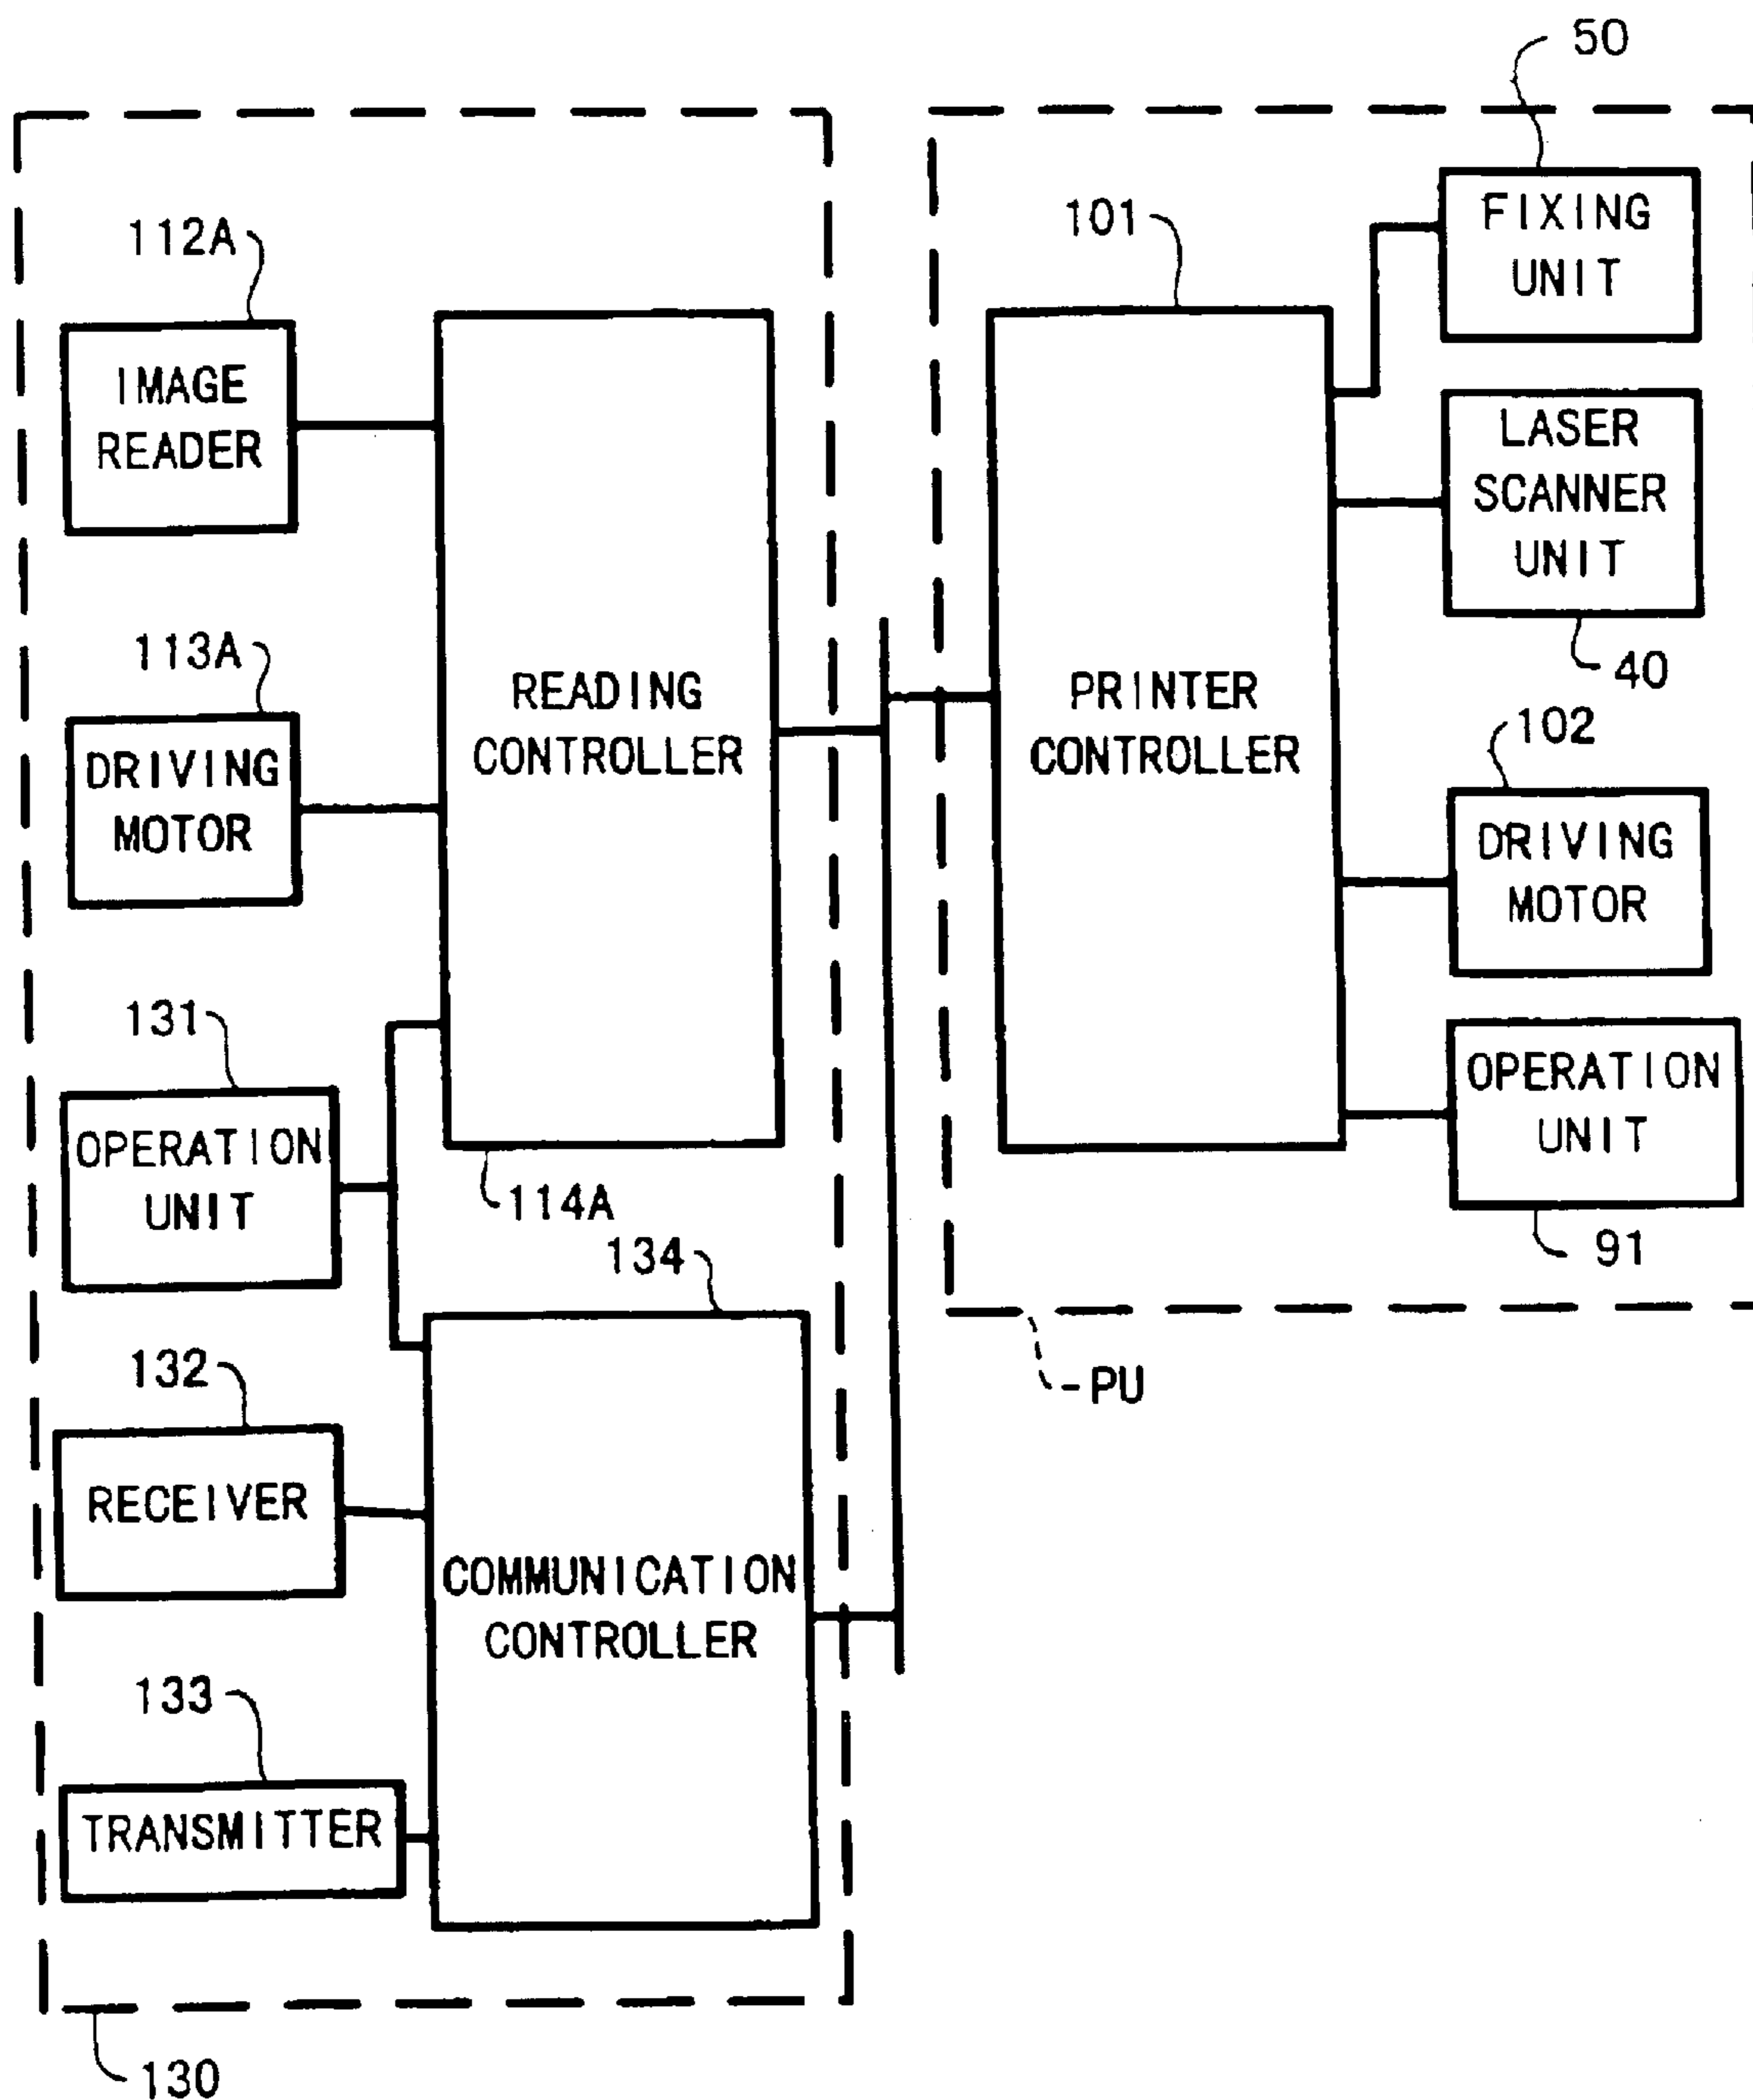 50
112A
101
FIXING
UNIT
IMAGE
READER
LASER
SCANNER
UNIT
113A
READING
CONTROLLER
PRINTER
CONTROLLER
40
102
DRIVING
MOTOR
DRIVING
MOTOR
131
OPERATION
UNIT
114A
OPERATION
UNIT
134
91
132
PU
RECEIVER
COMMUNICATION
CONTROLLER
133
TRANSMITTER
130